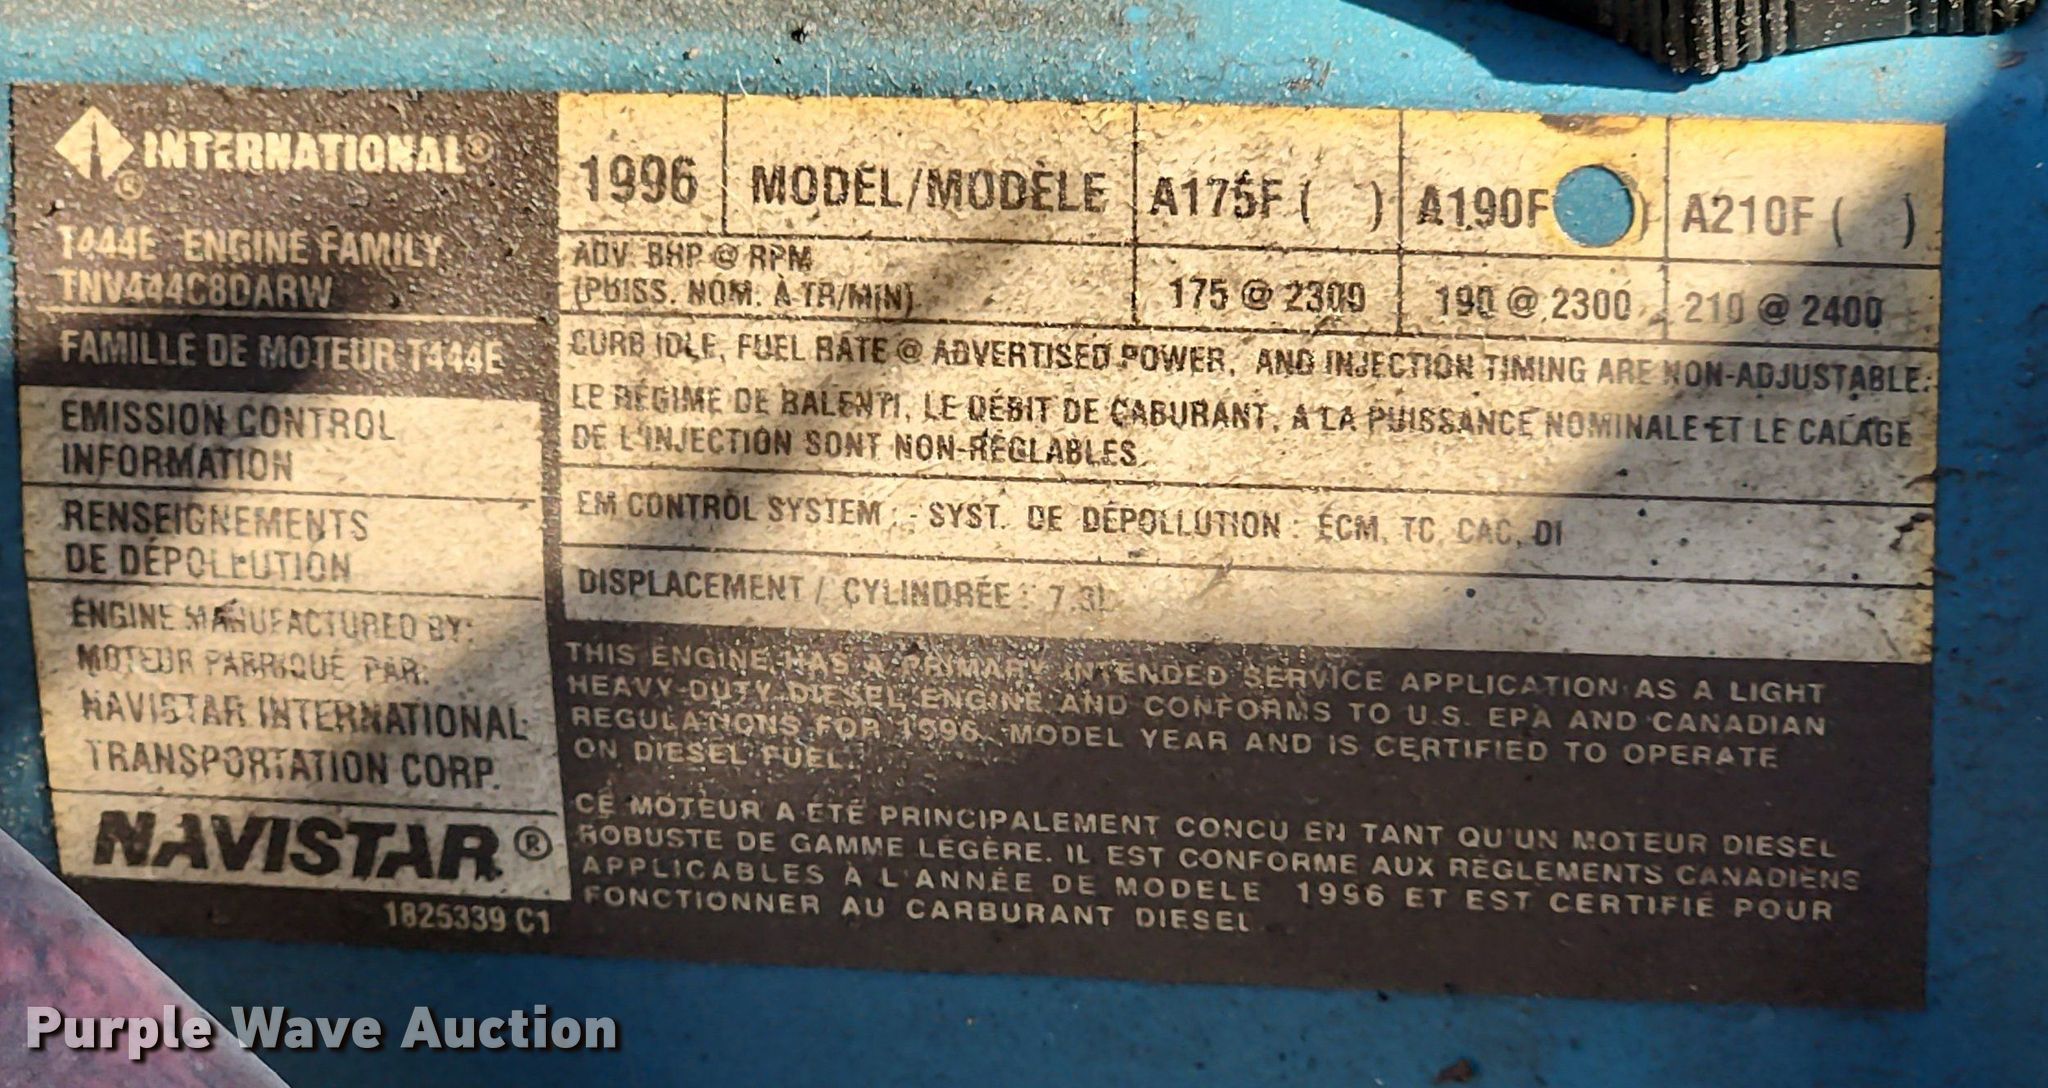 INTERNATIONAL®
®
T444E ENGINE FAMILY
TNV444C8DARW
FAMILLE DE MOTEUR T444E
EMISSION CONTROL
INFORMATION
RENSEIGNEMENTS
DE DÉPOLLUTION
ENGINE MANUFACTURED BY:
MOTEUR FABRIQUÉ PAR:
NAVISTAR INTERNATIONAL
TRANSPORTATION CORP.
NAVISTAR®
1825339 C1
1996 MODEL/MODÈLE A175F ( ) A190F ) A210F ( )
ADV. BHP @ RPM
(PUISS. NOM. À TR/MIN) 175 @ 2300 190 @ 2300 210 @ 2400
CURB IDLE, FUEL RATE @ ADVERTISED POWER, AND INJECTION TIMING ARE NON-ADJUSTABLE.
LE RÉGIME DE RALENTI, LE DÉBIT DE CABURANT, A LA PUISSANCE NOMINALE ET LE CALAGE
DE L'INJECTION SONT NON-RÉGLABLES.
EM CONTROL SYSTEM : - SYST. DE DÉPOLLUTION : ECM, TC, CAC, DI
DISPLACEMENT / CYLINDRÉE : 7.3L
THIS ENGINE HAS A PRIMARY INTENDED SERVICE APPLICATION AS A LIGHT
HEAVY-DUTY DIESEL ENGINE AND CONFORMS TO U.S. EPA AND CANADIAN
REGULATIONS FOR 1996 MODEL YEAR AND IS CERTIFIED TO OPERATE
ON DIESEL FUEL.
CE MOTEUR A ÉTÉ PRINCIPALEMENT CONCU EN TANT QU'UN MOTEUR DIESEL
ROBUSTE DE GAMME LÉGÈRE. IL EST CONFORME AUX RÈGLEMENTS CANADIENS
APPLICABLES À L'ANNÉE DE MODELE 1996 ET EST CERTIFIÉ POUR
FONCTIONNER AU CARBURANT DIESEL
Purple Wave Auction